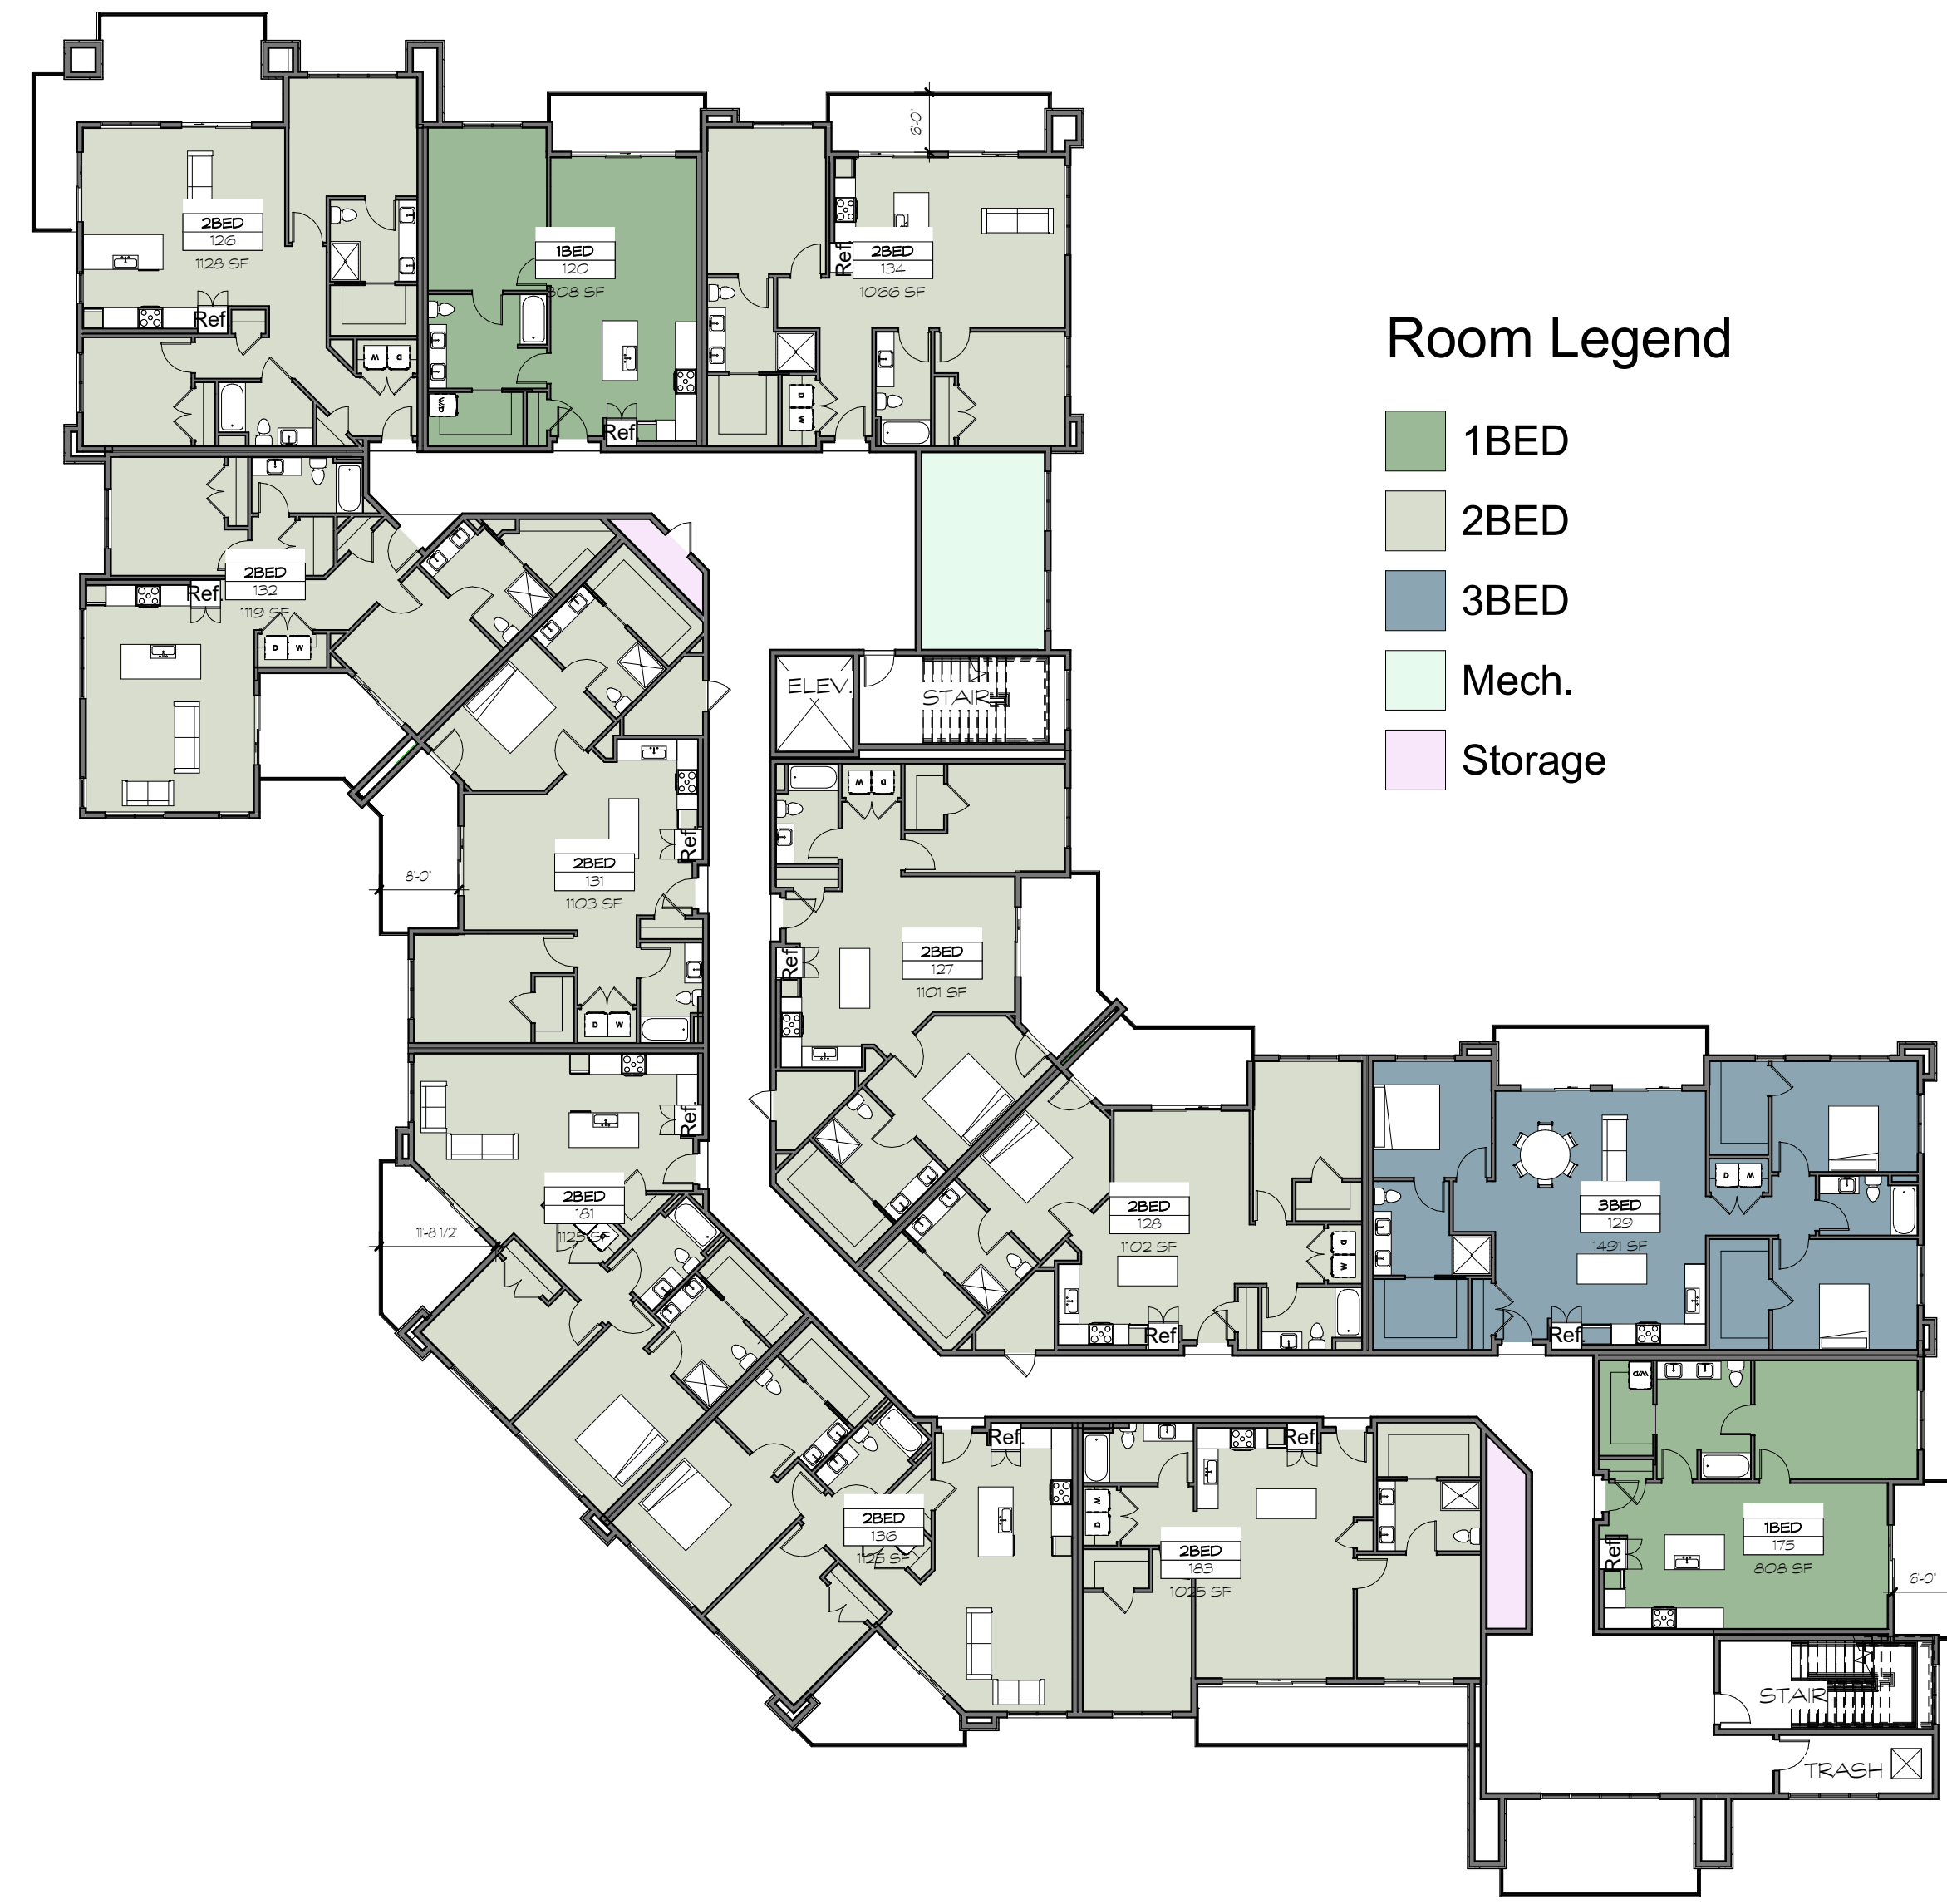 6'-0"
2BED
126
1128 SF
Ref
W D
1BED
120
808 SF
W/D
Ref
2BED
134
1066 SF
Ref
D
W
Room Legend
1BED
2BED
3BED
Mech.
Storage
2BED
132
1119 SF
Ref.
D W
ELEV.
STAIR
2BED
131
1103 SF
Ref
8'-0"
D W
W D
2BED
127
1101 SF
Ref
2BED
181
1125 SF
Ref.
11'-8 1/2"
2BED
128
1102 SF
Ref
D
W
3BED
129
1491 SF
Ref.
D W
2BED
136
1125 SF
Ref.
2BED
183
1025 SF
Ref
W
D
1BED
175
808 SF
Ref
W/D
6'-0"
STAIR
TRASH